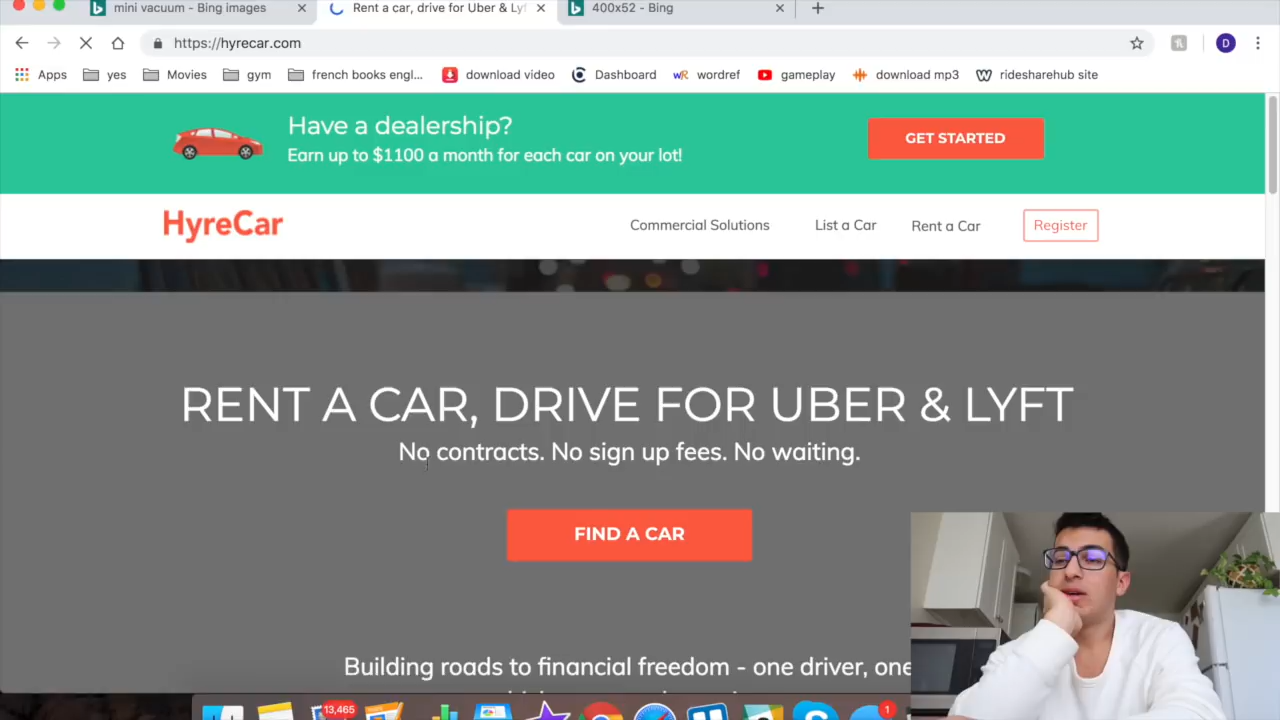 mini vacuum - Bing images
Rent a car, drive for Uber & Ly
400x52 - Bing
https://hyrecar.com
D
Apps
yes
Movies
gym
french books engl...
download video
Dashboard
wR wordref
gameplay
download mp3
ridesharehub site
Have a dealership?
Earn up to $1100 a month for each car on your lot!
GET STARTED
HyreCar
Commercial Solutions
List a Car
Rent a Car
Register
RENT A CAR, DRIVE FOR UBER & LYFT
No contracts. No sign up fees. No waiting.
FIND A CAR
Building roads to financial freedom - one driver, one
13,465
1